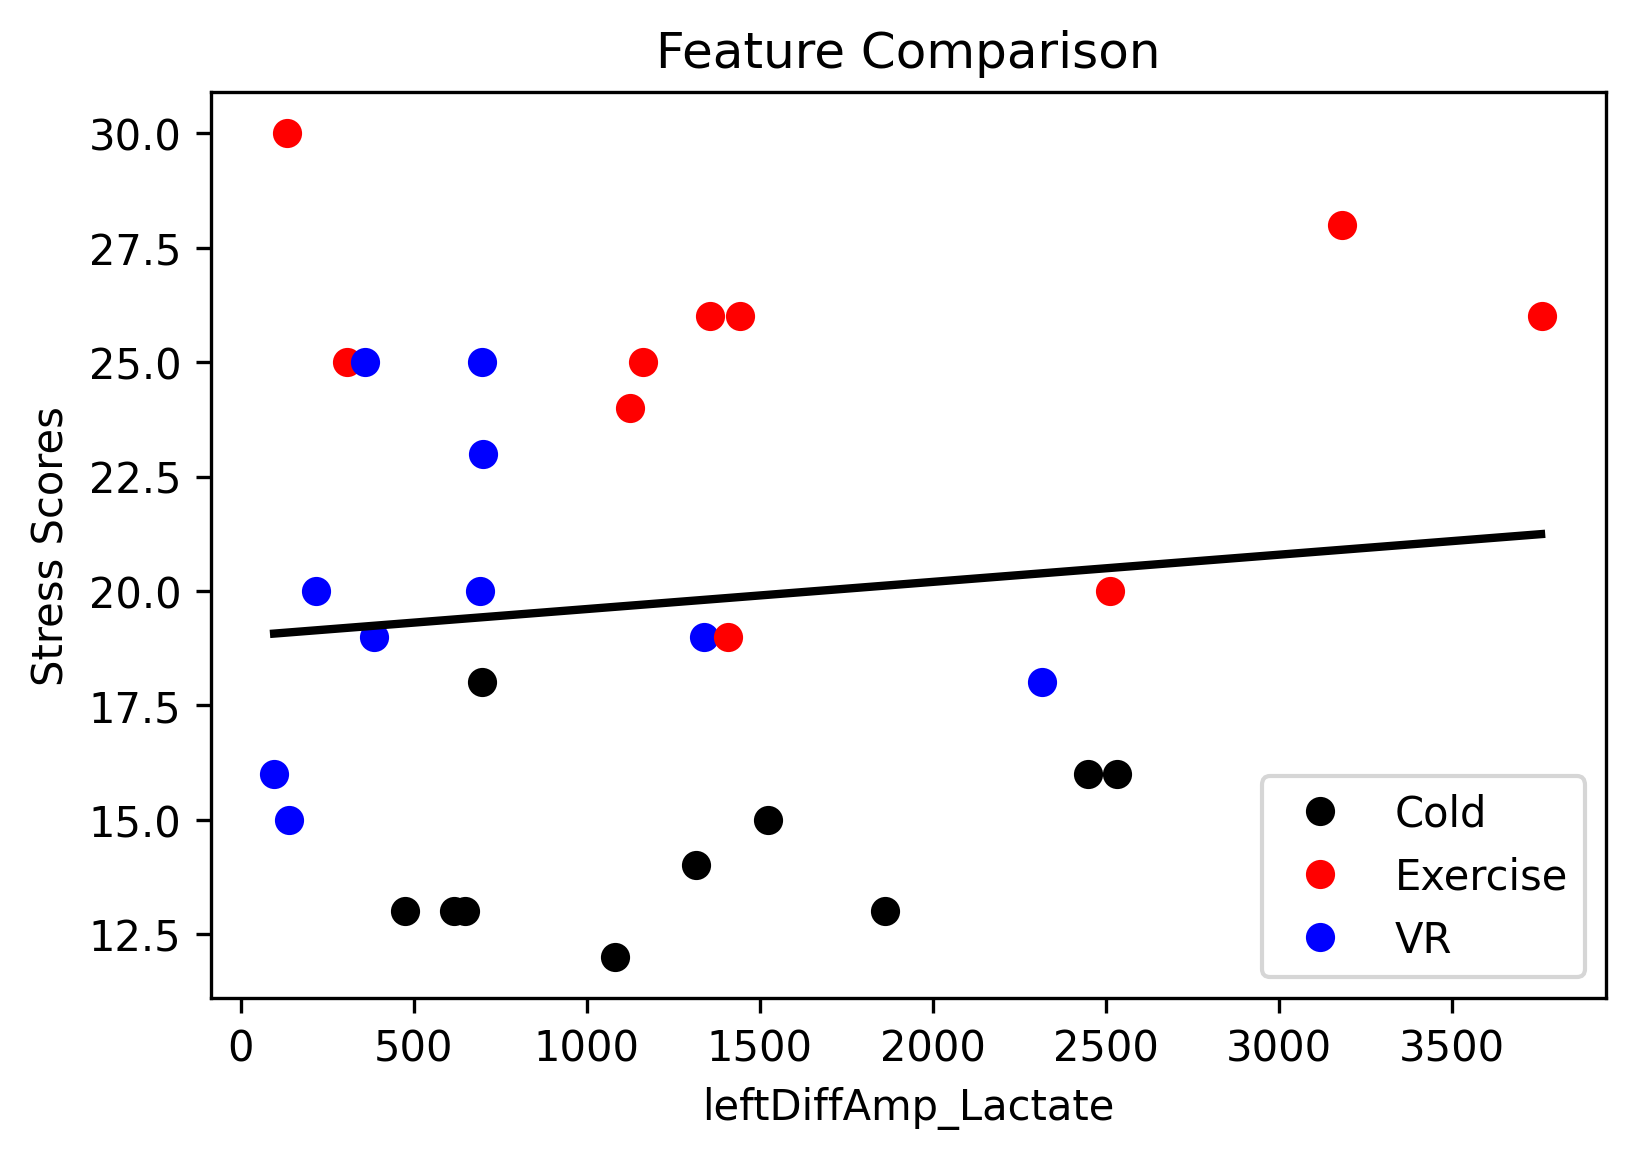 Feature Comparison
30.0
27.5
25.0
22.5
20.0
17.5
15.0
12.5
Stress Scores
0 500 1000 1500 2000 2500 3000 3500
leftDiffAmp_Lactate
Cold
Exercise
VR